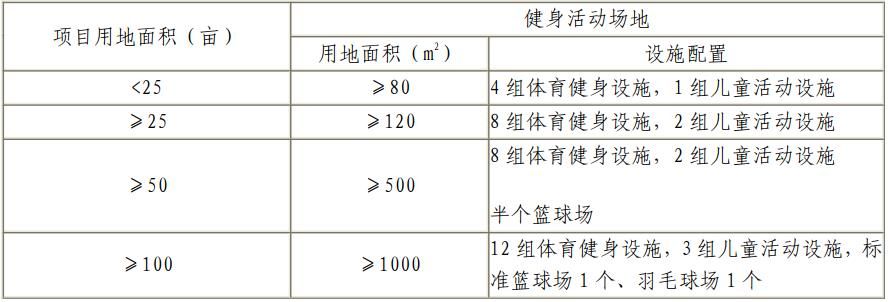 项目用地面积（亩）
健身活动场地
用地面积（m²）
设施配置
<25
≥80
4 组体育健身设施，1 组儿童活动设施
≥25
≥120
8 组体育健身设施，2 组儿童活动设施
≥50
≥500
8 组体育健身设施，2 组儿童活动设施
半个篮球场
≥100
≥1000
12 组体育健身设施，3 组儿童活动设施，标
准篮球场 1 个、羽毛球场 1 个